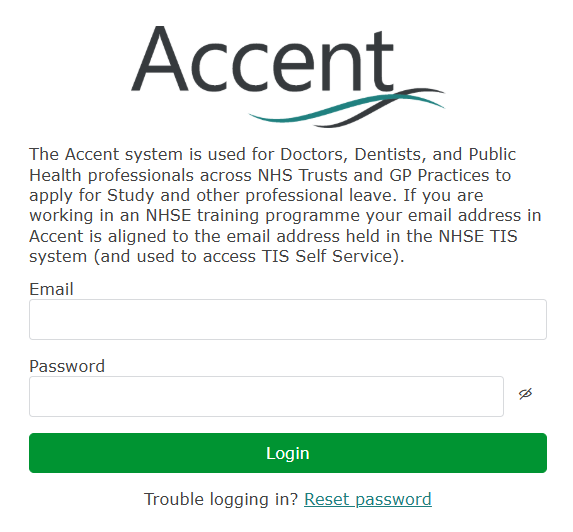 Accent
The Accent system is used for Doctors, Dentists, and Public
Health professionals across NHS Trusts and GP Practices to
apply for Study and other professional leave. If you are
working in an NHSE training programme your email address in
Accent is aligned to the email address held in the NHSE TIS
system (and used to access TIS Self Service).
Email
Password
Login
Trouble logging in? Reset password